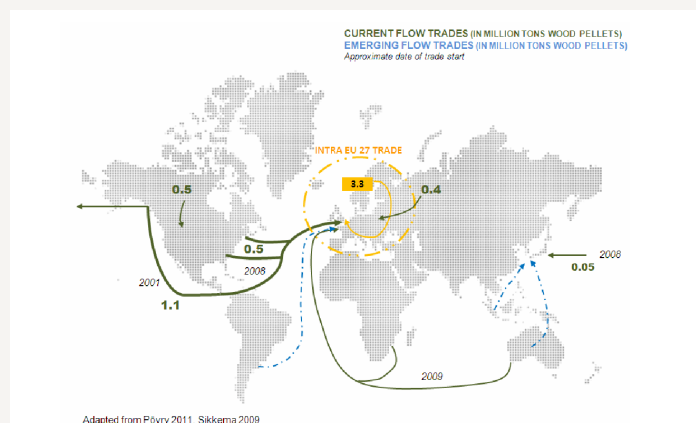 CURRENT FLOW TRADES (IN MILLION TONS WOOD PELLETS)
EMERGING FLOW TRADES (IN MILLION TONS WOOD PELLETS)
Approximate date of trade start
INTRA EU 27 TRADE
3.3
0.5
0.4
0.5
2008
2008
0.05
2001
1.1
2009
Adapted from Pöyry 2011, Sikkema 2009